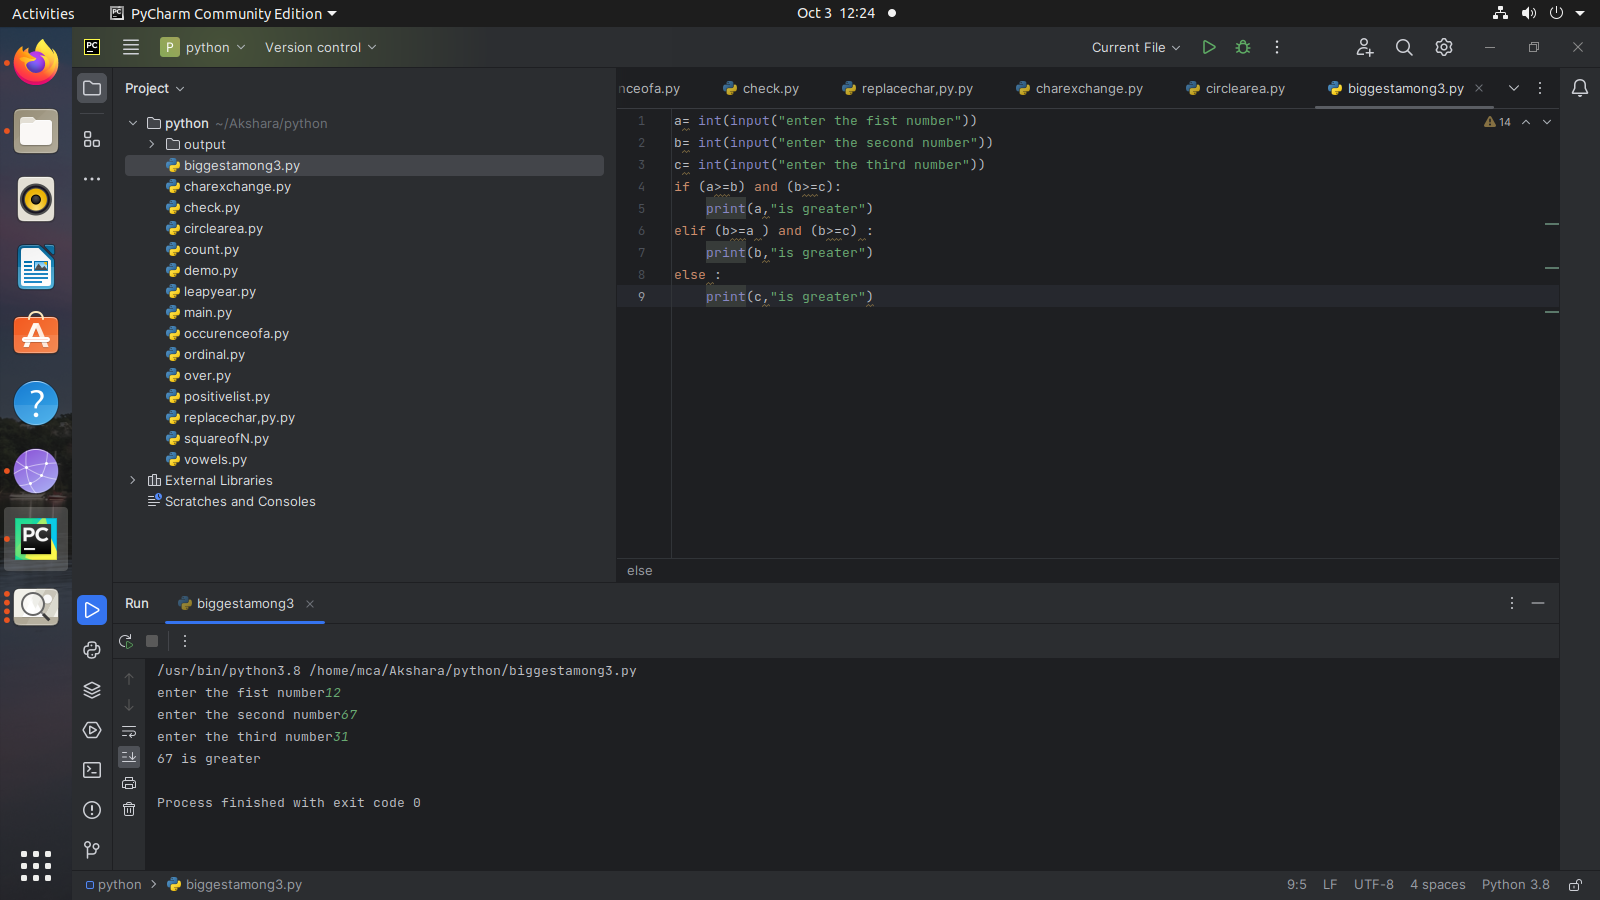 Activities PyCharm Community Edition Oct 3 12:24
PC P python Version control Current File
Project nceofa.py check.py replacechar,py.py charexchange.py circlearea.py biggestamong3.py
python ~/Akshara/python
output
biggestamong3.py
charexchange.py
check.py
circlearea.py
count.py
demo.py
leapyear.py
main.py
occurenceofa.py
ordinal.py
over.py
positivelist.py
replacechar,py.py
squareofN.py
vowels.py
External Libraries
Scratches and Consoles
1 a= int(input("enter the fist number")) 14
2 b= int(input("enter the second number"))
3 c= int(input("enter the third number"))
4 if (a>=b) and (b>=c):
5     print(a,"is greater")
6 elif (b>=a ) and (b>=c) :
7     print(b,"is greater")
8 else :
9     print(c,"is greater")
else
PC
Run biggestamong3
/usr/bin/python3.8 /home/mca/Akshara/python/biggestamong3.py
enter the fist number12
enter the second number67
enter the third number31
67 is greater
Process finished with exit code 0
python biggestamong3.py 9:5 LF UTF-8 4 spaces Python 3.8